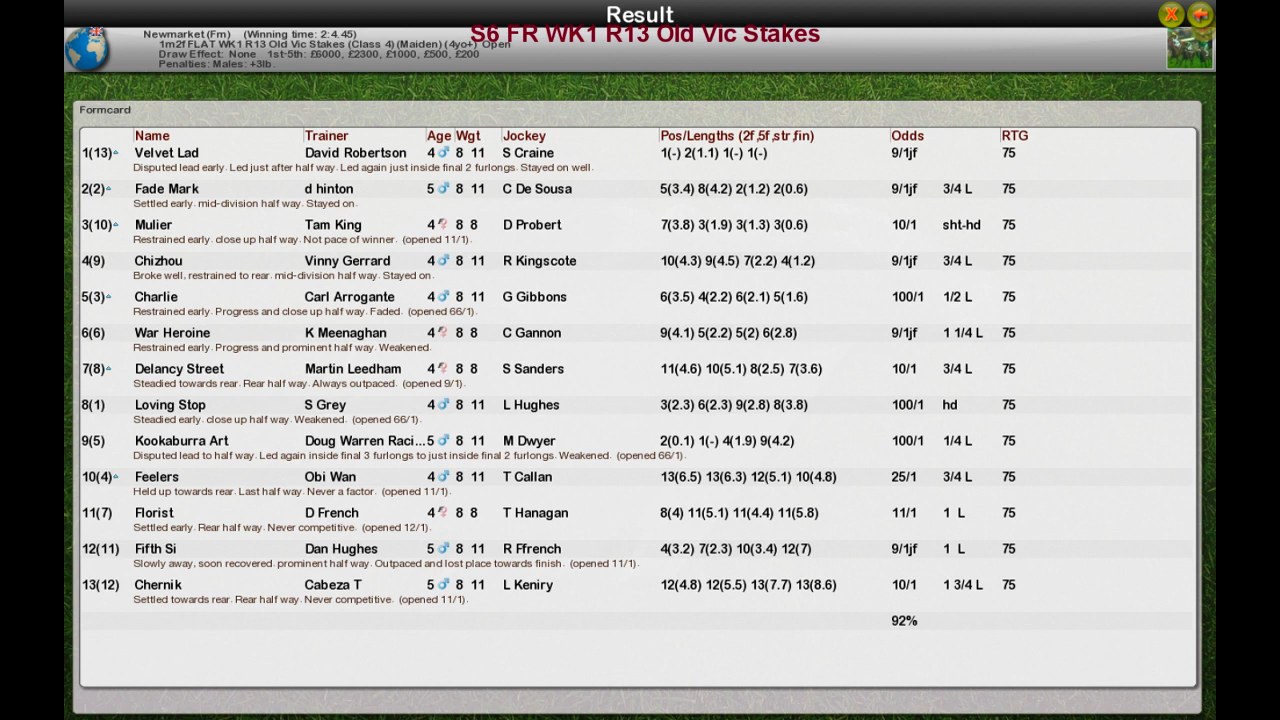 Result
S6 FR WK1 R13 Old Vic Stakes
Newmarket (Fm) (Winning time: 2:4.45)
1m2f FLAT WK1 R13 Old Vic Stakes (Class 4) (Maiden) (4yo+) Open
Draw Effect: None 1st-5th: £6000, £2300, £1000, £500, £200
Penalties: Males: +3lb.
Formcard
Name Trainer Age Wgt Jockey Pos/Lengths (2f,5f,str,fin) Odds RTG
1(13) Velvet Lad David Robertson 4♂ 8 11 S Craine 1(-) 2(1.1) 1(-) 1(-) 9/1jf 75
Disputed lead early. Led just after half way. Led again just inside final 2 furlongs. Stayed on well.
2(2) Fade Mark d hinton 5♂ 8 11 C De Sousa 5(3.4) 8(4.2) 2(1.2) 2(0.6) 9/1jf 3/4 L 75
Settled early. mid-division half way. Stayed on.
3(10) Mulier Tam King 4♀ 8 8 D Probert 7(3.8) 3(1.9) 3(1.3) 3(0.6) 10/1 sht-hd 75
Restrained early. close up half way. Not pace of winner. (opened 11/1).
4(9) Chizhou Vinny Gerrard 4♂ 8 11 R Kingscote 10(4.3) 9(4.5) 7(2.2) 4(1.2) 9/1jf 3/4 L 75
Broke well, restrained to rear. mid-division half way. Stayed on.
5(3) Charlie Carl Arrogante 4♂ 8 11 G Gibbons 6(3.5) 4(2.2) 6(2.1) 5(1.6) 100/1 1/2 L 75
Restrained early. Progress and close up half way. Faded. (opened 66/1).
6(6) War Heroine K Meenaghan 4♀ 8 8 C Gannon 9(4.1) 5(2.2) 5(2) 6(2.8) 9/1jf 1 1/4 L 75
Restrained early. Progress and prominent half way. Weakened.
7(8) Delancy Street Martin Leedham 4♀ 8 8 S Sanders 11(4.6) 10(5.1) 8(2.5) 7(3.6) 10/1 3/4 L 75
Steadied towards rear. Rear half way. Always outpaced. (opened 9/1).
8(1) Loving Stop S Grey 4♂ 8 11 L Hughes 3(2.3) 6(2.3) 9(2.8) 8(3.8) 100/1 hd 75
Steadied early. close up half way. Weakened. (opened 66/1).
9(5) Kookaburra Art Doug Warren Raci... 5♂ 8 11 M Dwyer 2(0.1) 1(-) 4(1.9) 9(4.2) 100/1 1/4 L 75
Disputed lead to half way. Led again inside final 3 furlongs to just inside final 2 furlongs. Weakened. (opened 66/1).
10(4) Feelers Obi Wan 4♂ 8 11 T Callan 13(6.5) 13(6.3) 12(5.1) 10(4.8) 25/1 3/4 L 75
Held up towards rear. Last half way. Never a factor. (opened 11/1).
11(7) Florist D French 4♀ 8 8 T Hanagan 8(4) 11(5.1) 11(4.4) 11(5.8) 11/1 1 L 75
Settled early. Rear half way. Never competitive. (opened 12/1).
12(11) Fifth Si Dan Hughes 5♂ 8 11 R Ffrench 4(3.2) 7(2.3) 10(3.4) 12(7) 9/1jf 1 L 75
Slowly away, soon recovered. prominent half way. Outpaced and lost place towards finish. (opened 11/1).
13(12) Chernik Cabeza T 5♂ 8 11 L Keniry 12(4.8) 12(5.5) 13(7.7) 13(8.6) 10/1 1 3/4 L 75
Settled towards rear. Rear half way. Never competitive. (opened 11/1).
92%